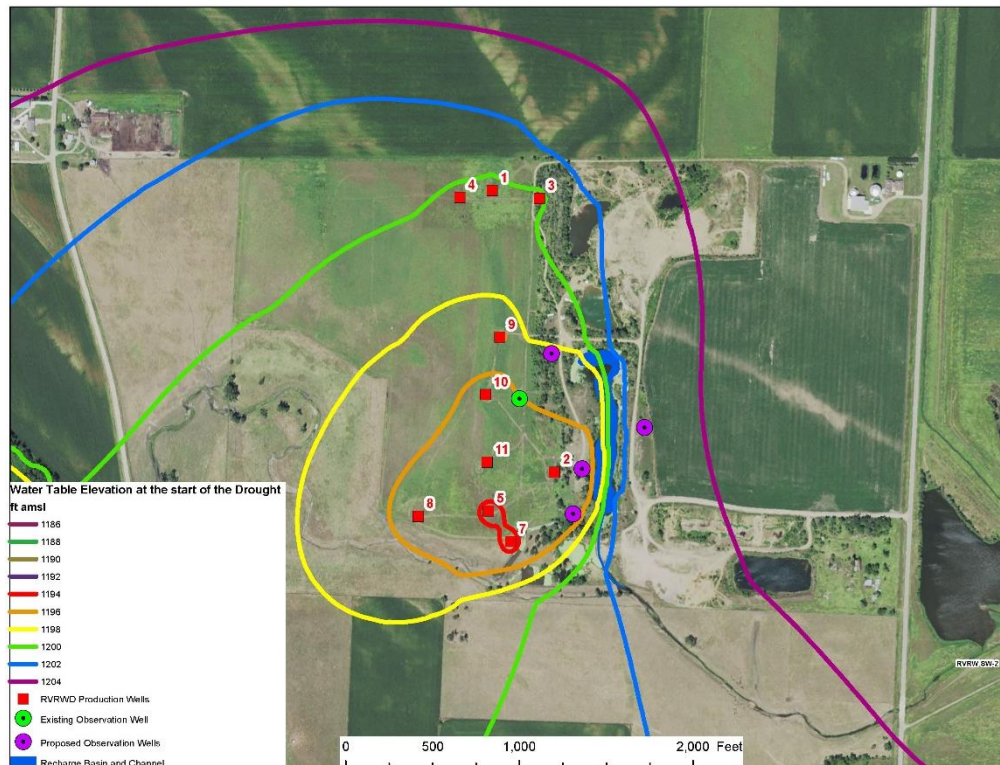 4
1
3
9
10
11
2
5
8
7
Water Table Elevation at the start of the Drought
ft amsl
1186
1188
1190
1192
1194
1196
1198
1200
1202
1204
RVRWD Production Wells
Existing Observation Well
Proposed Observation Wells
Recharge Basin and Channel
RVRW SW-2
0 500 1,000 2,000 Feet